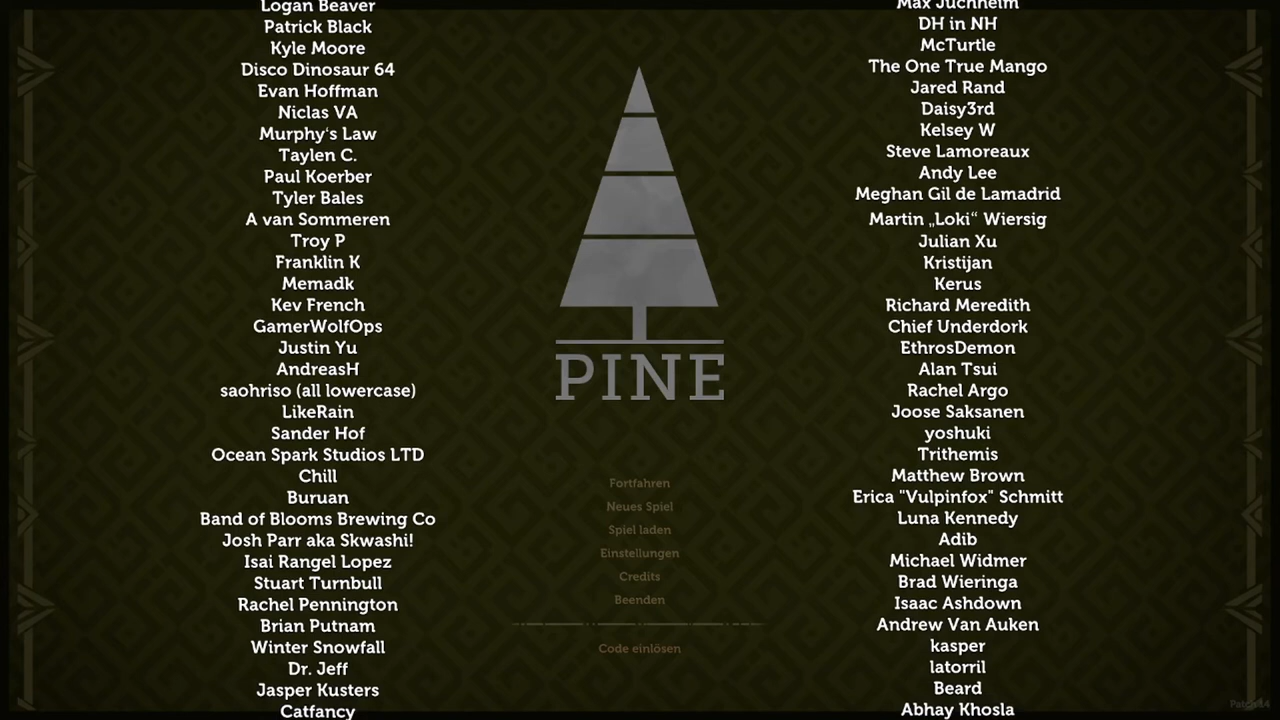 Logan Beaver
Patrick Black
Kyle Moore
Disco Dinosaur 64
Evan Hoffman
Niclas VA
Murphy‘s Law
Taylen C.
Paul Koerber
Tyler Bales
A van Sommeren
Troy P
Franklin K
Memadk
Kev French
GamerWolfOps
Justin Yu
AndreasH
saohriso (all lowercase)
LikeRain
Sander Hof
Ocean Spark Studios LTD
Chill
Buruan
Band of Blooms Brewing Co
Josh Parr aka Skwashi!
Isai Rangel Lopez
Stuart Turnbull
Rachel Pennington
Brian Putnam
Winter Snowfall
Dr. Jeff
Jasper Kusters
Catfancy
PINE
Fortfahren
Neues Spiel
Spiel laden
Einstellungen
Credits
Beenden
Code einlösen
Max Juchheim
DH in NH
McTurtle
The One True Mango
Jared Rand
Daisy3rd
Kelsey W
Steve Lamoreaux
Andy Lee
Meghan Gil de Lamadrid
Martin „Loki“ Wiersig
Julian Xu
Kristijan
Kerus
Richard Meredith
Chief Underdork
EthrosDemon
Alan Tsui
Rachel Argo
Joose Saksanen
yoshuki
Trithemis
Matthew Brown
Erica "Vulpinfox" Schmitt
Luna Kennedy
Adib
Michael Widmer
Brad Wieringa
Isaac Ashdown
Andrew Van Auken
kasper
latorril
Beard
Abhay Khosla
Patch